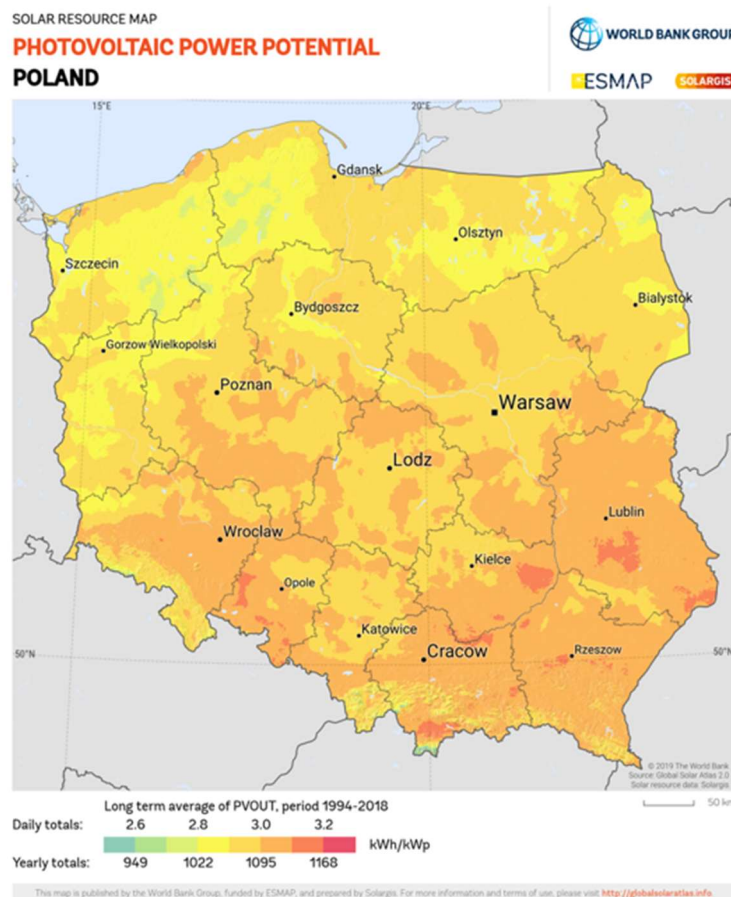 SOLAR RESOURCE MAP
PHOTOVOLTAIC POWER POTENTIAL
POLAND
WORLD BANK GROUP
ESMAP
SOLARGIS
15°E
20°E
Gdansk
Olsztyn
Szczecin
Bialystok
Bydgoszcz
Gorzow Wielkopolski
Poznan
Warsaw
Lodz
Lublin
Wroclaw
Kielce
Opole
Katowice
Cracow
Rzeszow
50°N
50°N
© 2019 The World Bank
Source: Global Solar Atlas 2.0
Solar resource data: Solargis
50 km
Long term average of PVOUT, period 1994-2018
Daily totals: 2.6 2.8 3.0 3.2
kWh/kWp
Yearly totals: 949 1022 1095 1168
This map is published by the World Bank Group, funded by ESMAP, and prepared by Solargis. For more information and terms of use, please visit http://globalsolaratlas.info.